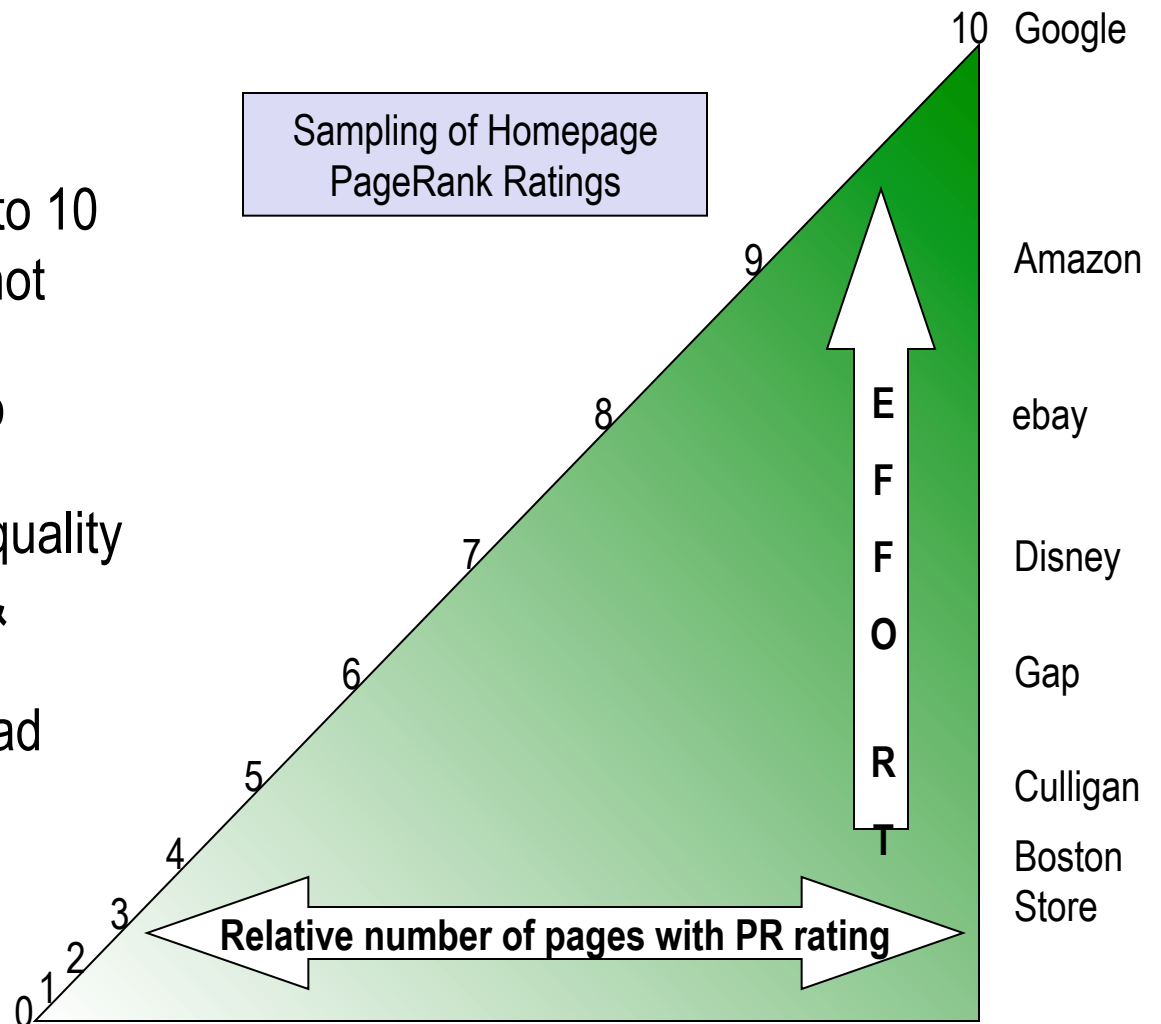 to 10
not
quality
&
ad
Sampling of Homepage
PageRank Ratings
10 Google
9 Amazon
8 ebay
7 Disney
6 Gap
5 Culligan
4 Boston
Store
3
2
1
0
E
F
F
O
R
T
Relative number of pages with PR rating